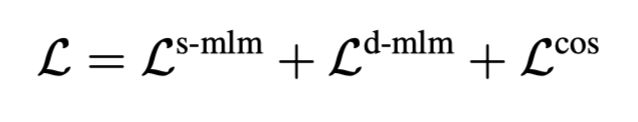 ℒ = ℒ^s-mlm + ℒ^d-mlm + ℒ^cos